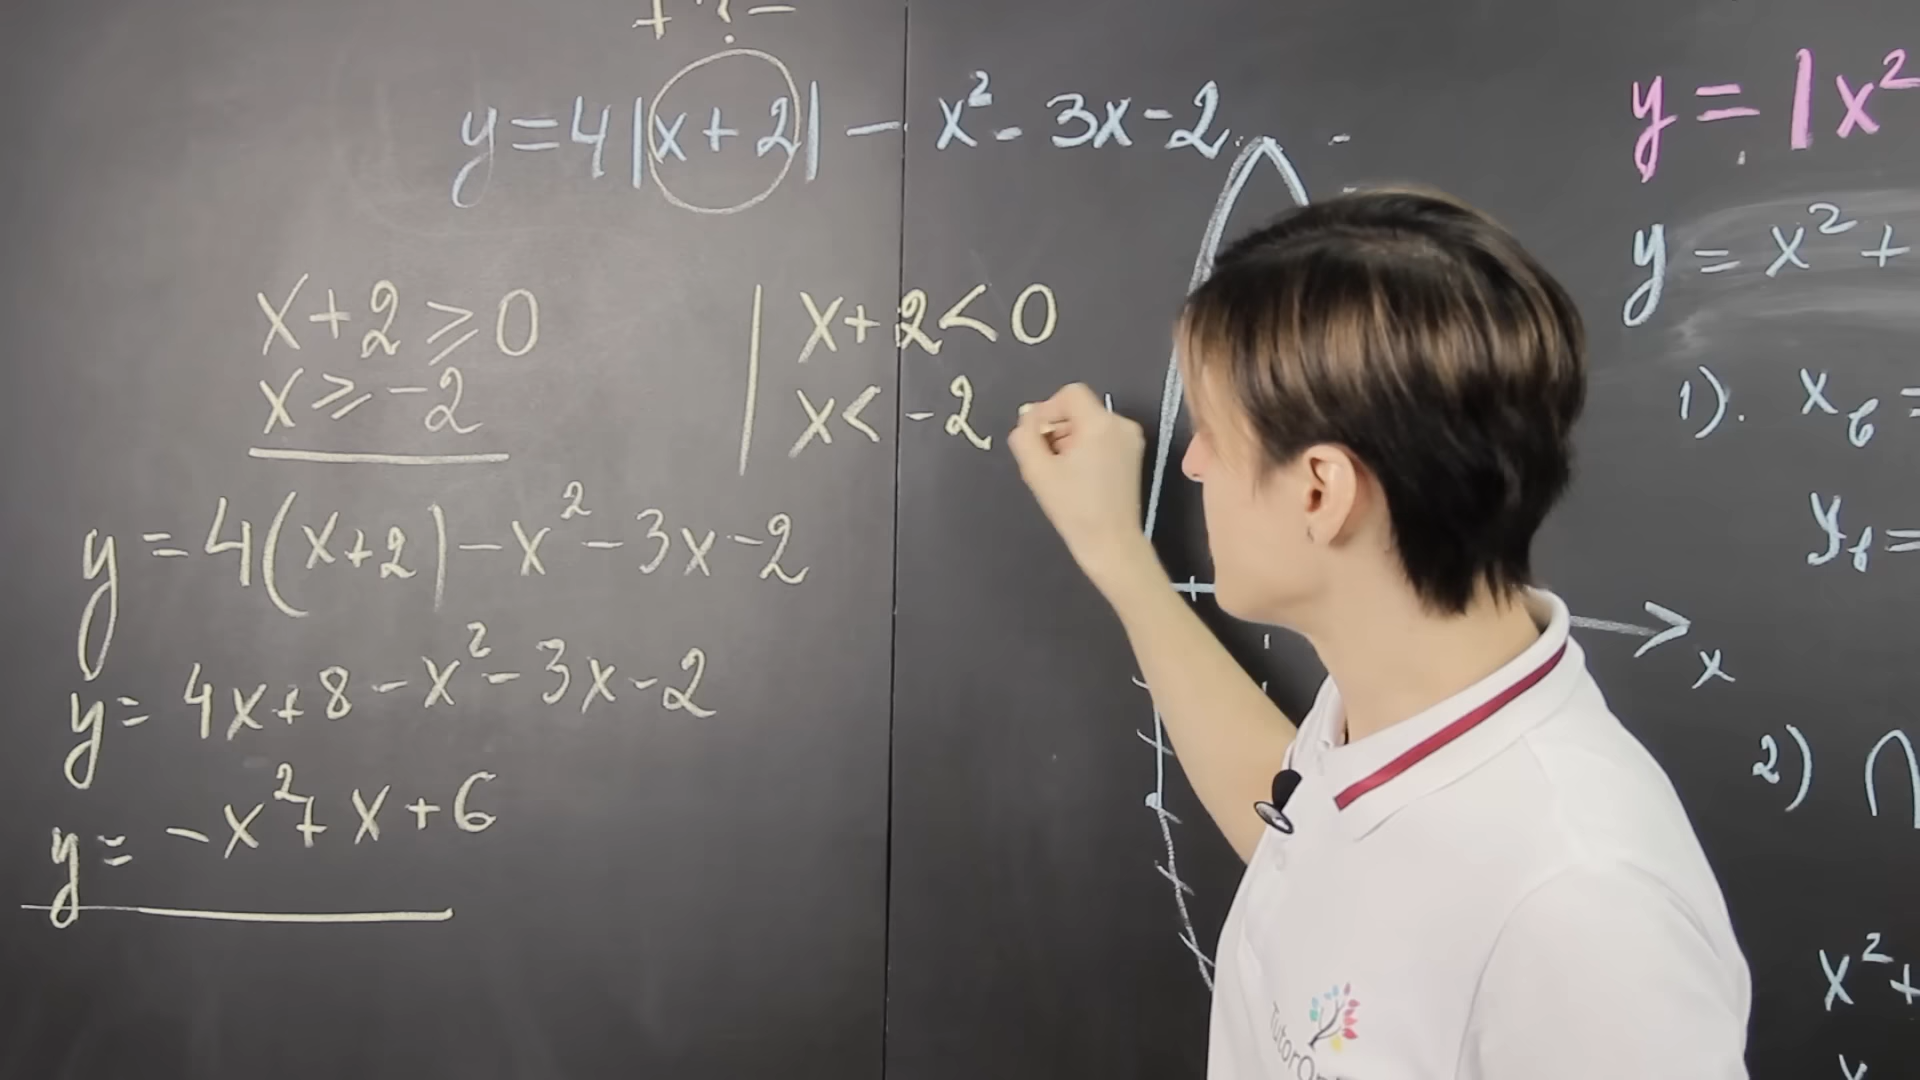 + ? -
y = 4|x + 2| - x² - 3x - 2
x + 2 ⩾ 0
x ⩾ -2
y = 4(x+2) - x² - 3x - 2
y = 4x + 8 - x² - 3x - 2
y = -x² + x + 6
| x + 2 < 0
x < -2
x
y = |x²
y = x² +
1). x в =
y в =
2) ∩
x² +
x